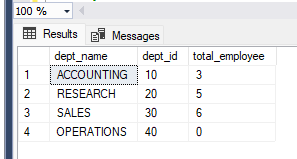 100 %
Results Messages
dept_name dept_id total_employee
1 ACCOUNTING 10 3
2 RESEARCH 20 5
3 SALES 30 6
4 OPERATIONS 40 0